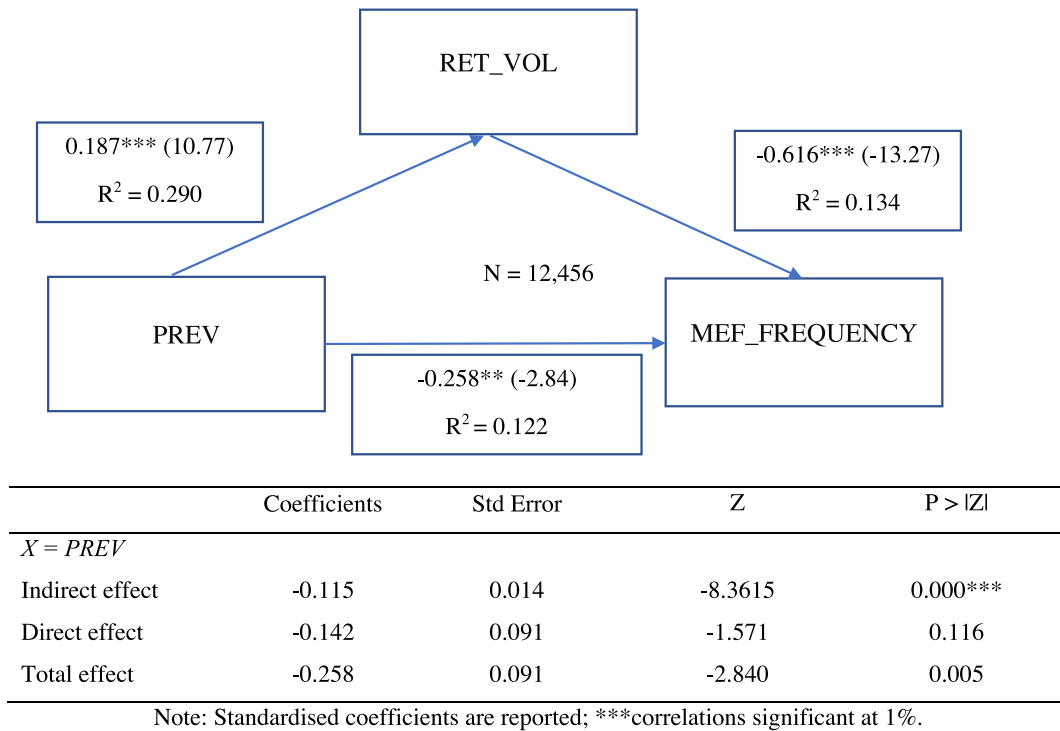 RET_VOL
0.187*** (10.77)
R² = 0.290
-0.616*** (-13.27)
R² = 0.134
N = 12,456
PREV
MEF_FREQUENCY
-0.258** (-2.84)
R² = 0.122
Coefficients Std Error Z P > |Z|
X = PREV
Indirect effect -0.115 0.014 -8.3615 0.000***
Direct effect -0.142 0.091 -1.571 0.116
Total effect -0.258 0.091 -2.840 0.005
Note: Standardised coefficients are reported; ***correlations significant at 1%.